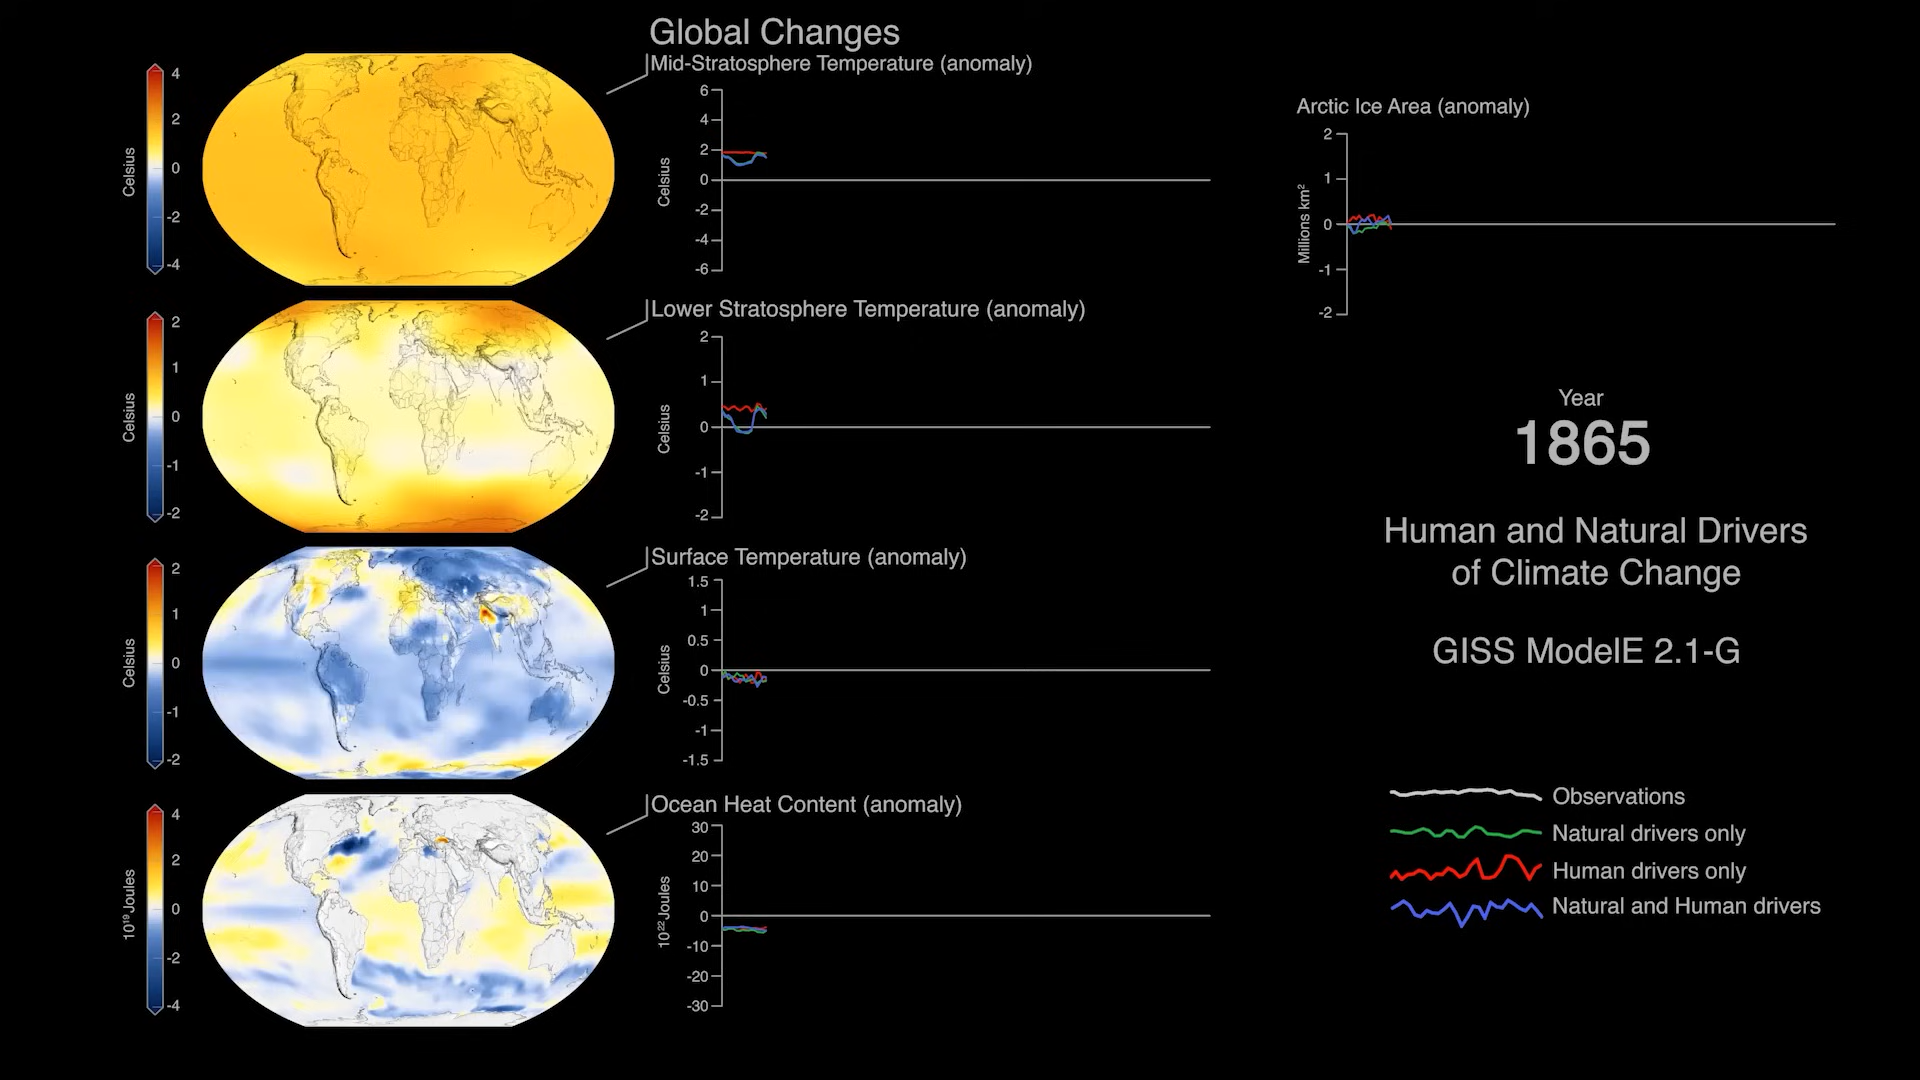 Global Changes
Mid-Stratosphere Temperature (anomaly)
Celsius
4
2
0
-2
-4
Celsius
6
4
2
0
-2
-4
-6
Arctic Ice Area (anomaly)
Millions km²
2
1
0
-1
-2
Lower Stratosphere Temperature (anomaly)
Celsius
2
1
0
-1
-2
Celsius
2
1
0
-1
-2
Year
1865
Human and Natural Drivers
of Climate Change
GISS ModelE 2.1-G
Surface Temperature (anomaly)
Celsius
2
1
0
-1
-2
Celsius
1.5
1
0.5
0
-0.5
-1
-1.5
Ocean Heat Content (anomaly)
10¹⁹Joules
4
2
0
-2
-4
10²²Joules
30
20
10
0
-10
-20
-30
Observations
Natural drivers only
Human drivers only
Natural and Human drivers